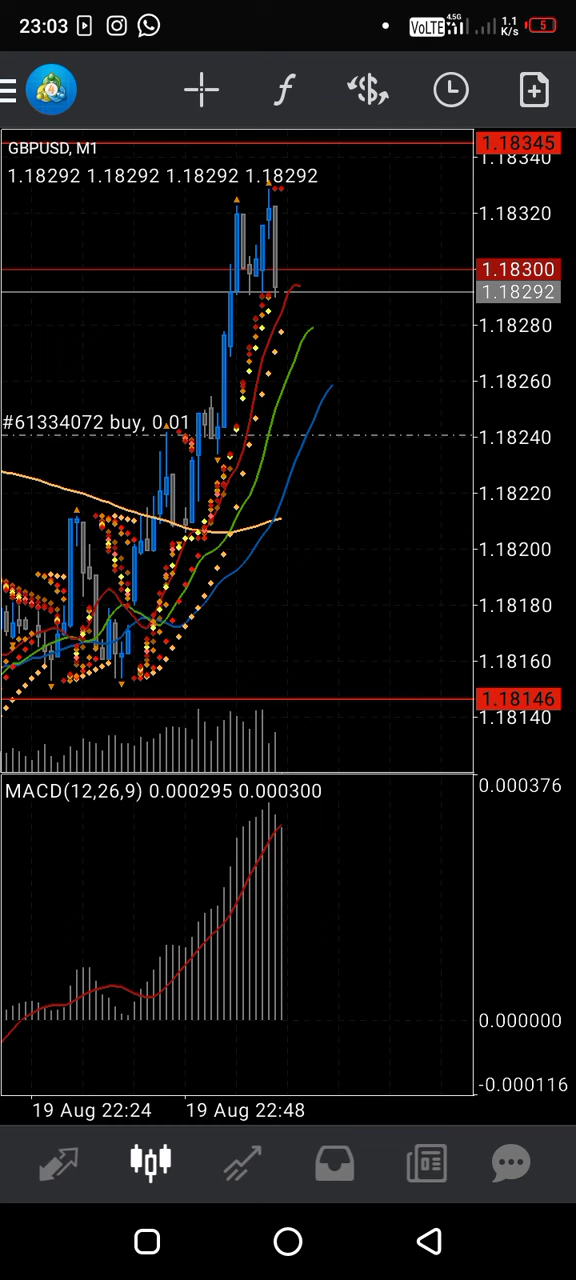 23:03
VoLTE 4.5G 1.1 K/s 5
4
GBPUSD, M1
1.18292 1.18292 1.18292 1.18292
1.18345
1.18340
1.18320
1.18300
1.18292
1.18280
1.18260
#61334072 buy, 0.01
1.18240
1.18220
1.18200
1.18180
1.18160
1.18146
1.18140
MACD(12,26,9) 0.000295 0.000300
0.000376
0.000000
-0.000116
19 Aug 22:24
19 Aug 22:48